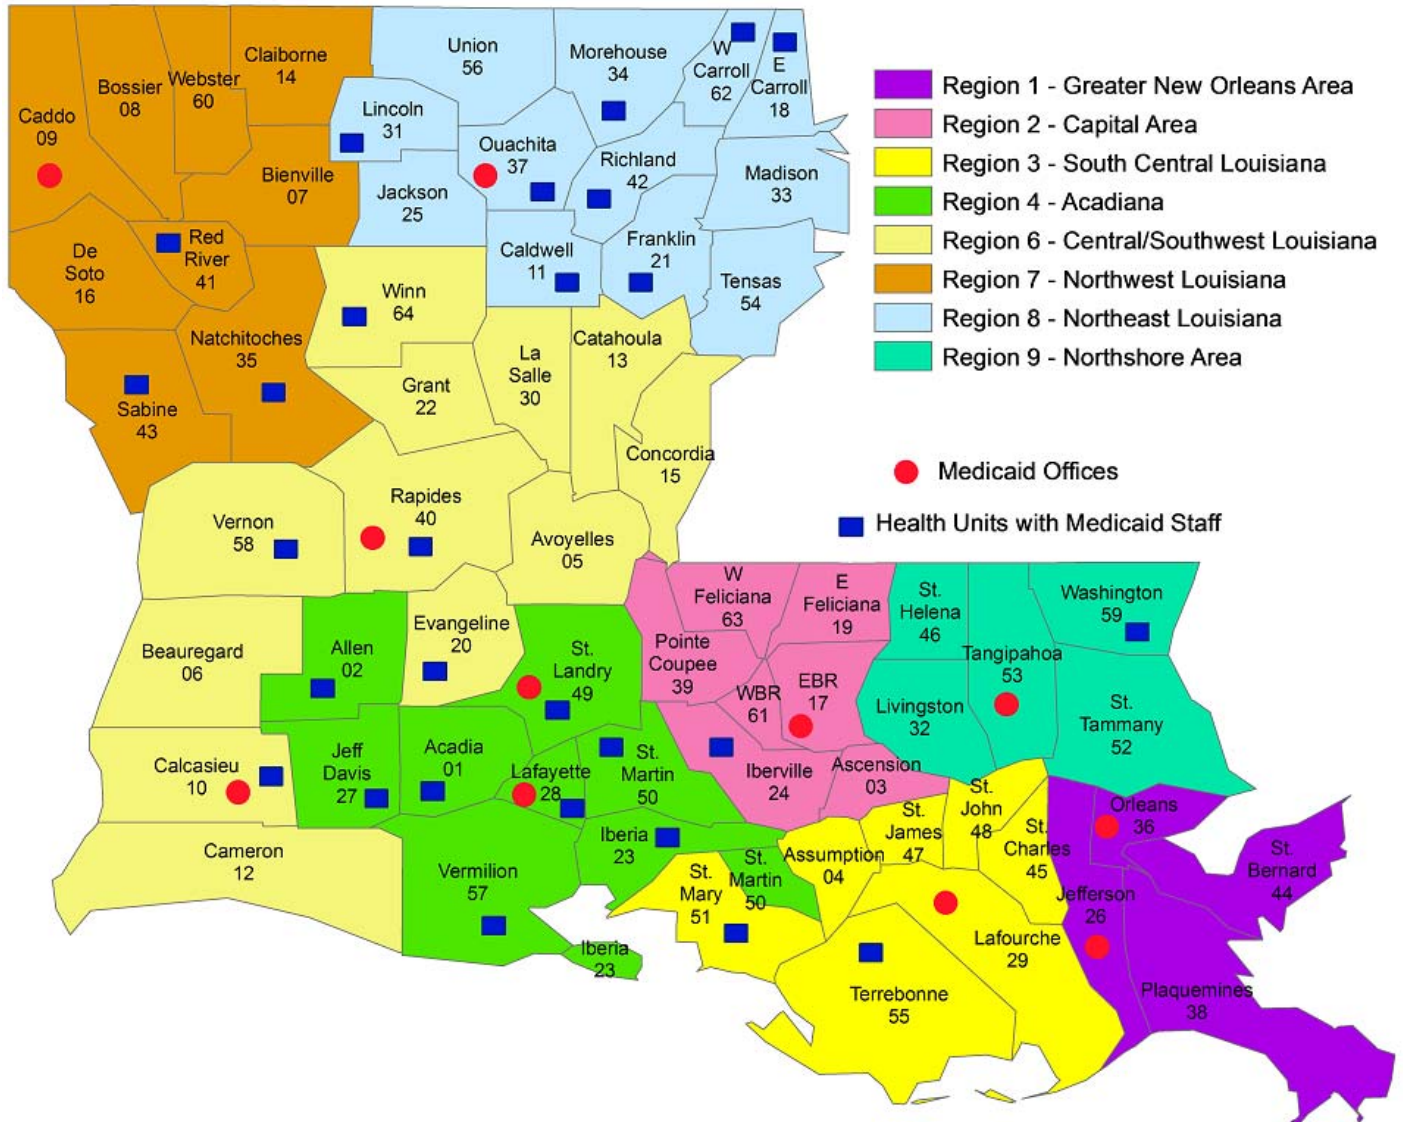 Caddo
09
Bossier
08
Webster
60
Claiborne
14
Union
56
Morehouse
34
W
Carroll
62
E
Carroll
18
Lincoln
31
Ouachita
37
Richland
42
Madison
33
Bienville
07
Jackson
25
De
Soto
16
Red
River
41
Caldwell
11
Franklin
21
Tensas
54
Winn
64
Natchitoches
35
Sabine
43
Grant
22
La
Salle
30
Catahoula
13
Concordia
15
Vernon
58
Rapides
40
Avoyelles
05
Beauregard
06
Allen
02
Evangeline
20
St.
Landry
49
Pointe
Coupee
39
W
Feliciana
63
E
Feliciana
19
St.
Helena
46
Tangipahoa
53
Washington
59
WBR
61
EBR
17
Livingston
32
St.
Tammany
52
Calcasieu
10
Jeff
Davis
27
Acadia
01
Lafayette
28
St.
Martin
50
Iberville
24
Ascension
03
Cameron
12
Vermilion
57
Iberia
23
St.
Mary
51
St.
Martin
50
Assumption
04
St.
James
47
St.
John
48
St.
Charles
45
Orleans
36
St.
Bernard
44
Jefferson
26
Lafourche
29
Terrebonne
55
Plaquemines
38
Iberia
23
Region 1 - Greater New Orleans Area
Region 2 - Capital Area
Region 3 - South Central Louisiana
Region 4 - Acadiana
Region 6 - Central/Southwest Louisiana
Region 7 - Northwest Louisiana
Region 8 - Northeast Louisiana
Region 9 - Northshore Area
Medicaid Offices
Health Units with Medicaid Staff